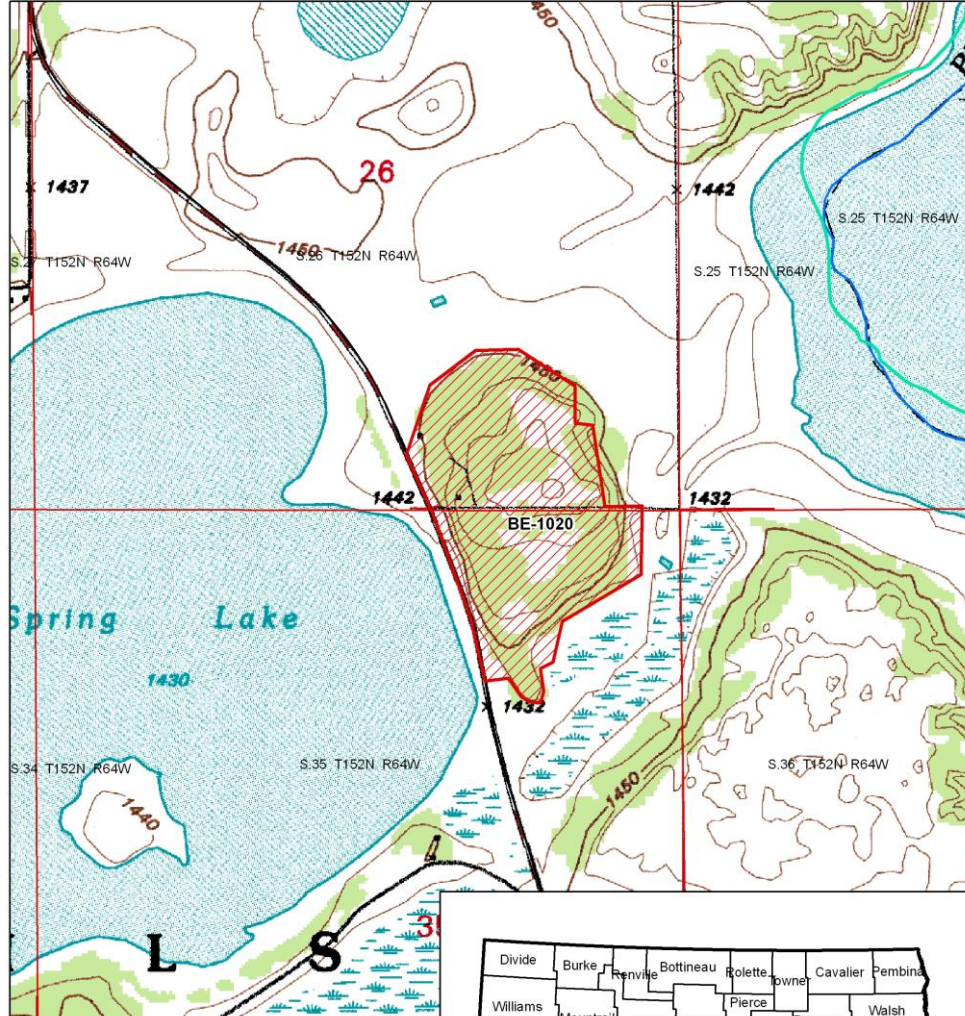 1450
26
1437
1442
S.25 T152N R64W
1450
S.26 T152N R64W
S.27 T152N R64W
S.25 T152N R64W
1442
1432
BE-1020
Spring Lake
1430
1432
S.34 T152N R64W
S.35 T152N R64W
S.36 T152N R64W
1440
1450
L S
Divide
Burke
Renville
Bottineau
Rolette
Towner
Cavalier
Pembina
Williams
Pierce
Walsh